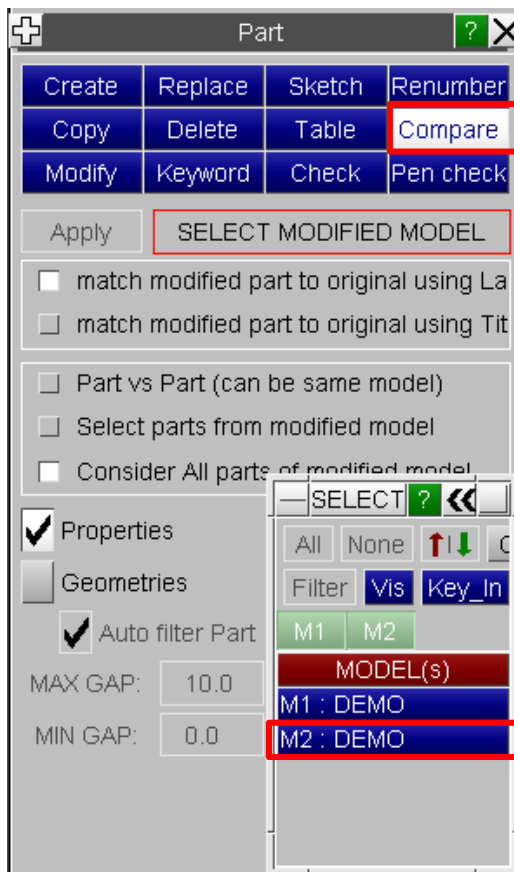 Part ? X
Create Replace Sketch Renumber
Copy Delete Table Compare
Modify Keyword Check Pen check
Apply SELECT MODIFIED MODEL
match modified part to original using La
match modified part to original using Tit
Part vs Part (can be same model)
Select parts from modified model
Consider All parts of modified model
SELECT ?
Properties
All None
Geometries
Filter Vis Key_In
Auto filter Part
M1 M2
MODEL(s)
MAX GAP: 10.0
M1 : DEMO
MIN GAP: 0.0
M2 : DEMO